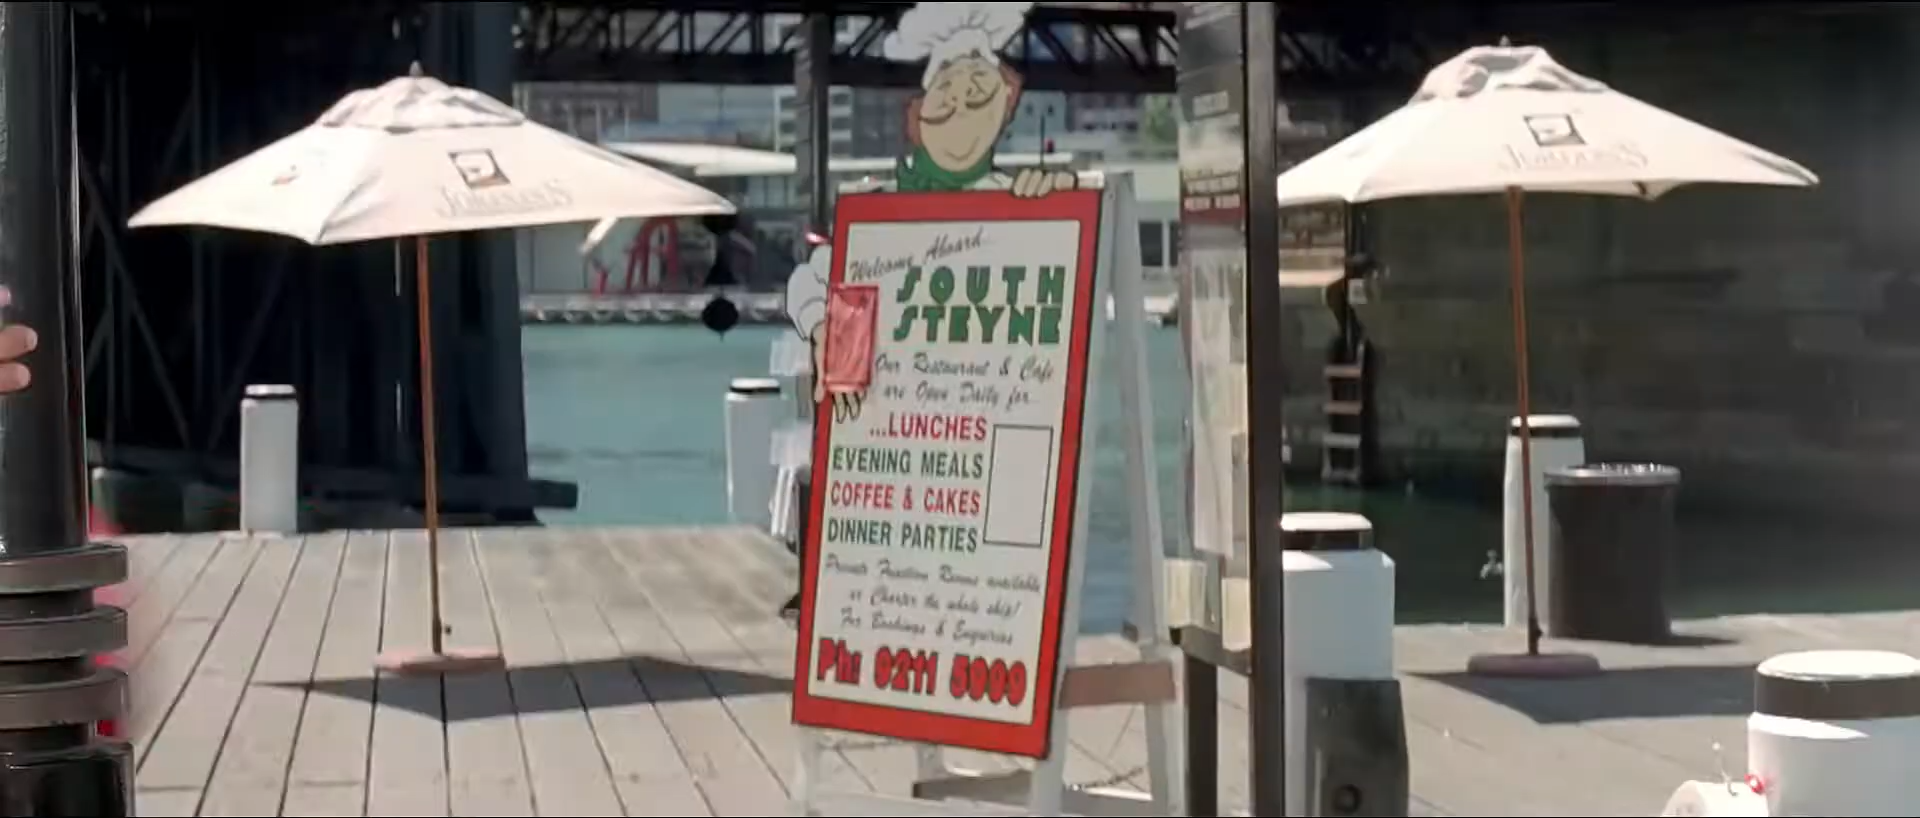 Welcome Aboard...
SOUTH
STEYNE
Our Restaurant & Cafe
are Open Daily for...
...LUNCHES
EVENING MEALS
COFFEE & CAKES
DINNER PARTIES
Private Function Rooms available
or Charter the whole ship!
For Bookings & Enquiries
Ph: 9211 5999